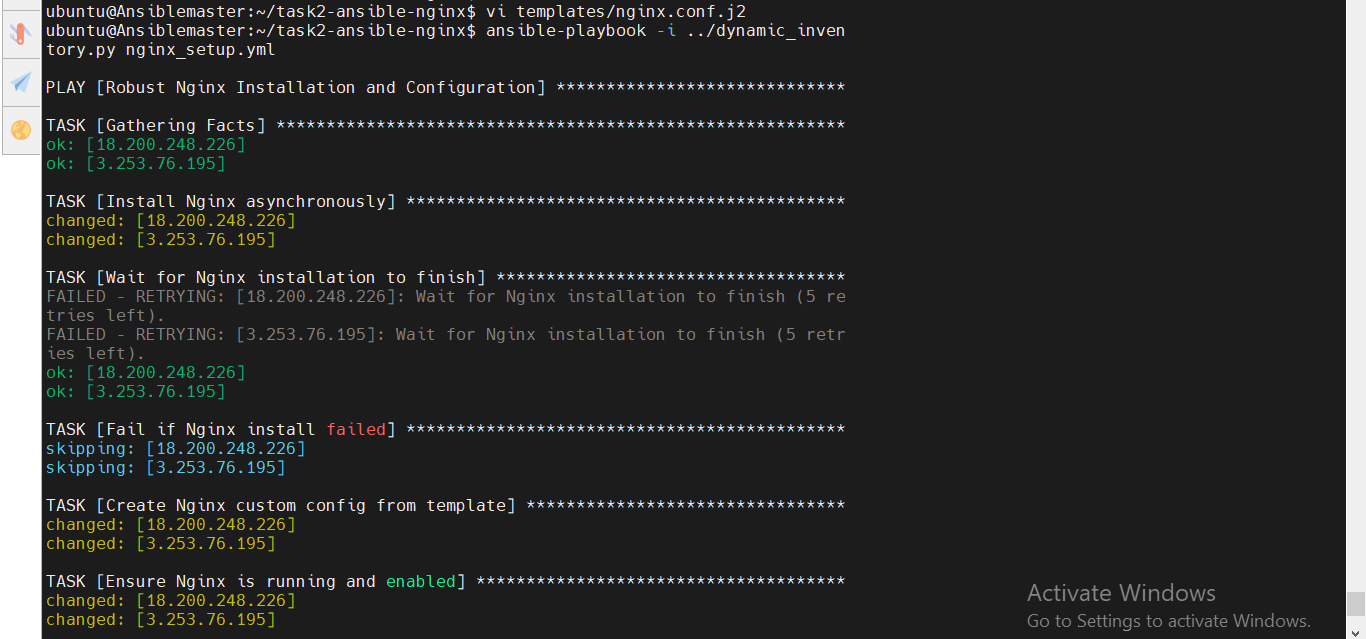 ubuntu@Ansiblemaster:~/task2-ansible-nginx$ vi templates/nginx.conf.j2
ubuntu@Ansiblemaster:~/task2-ansible-nginx$ ansible-playbook -i ../dynamic_inven
tory.py nginx_setup.yml
PLAY [Robust Nginx Installation and Configuration] *****************************
TASK [Gathering Facts] *********************************************************
ok: [18.200.248.226]
ok: [3.253.76.195]
TASK [Install Nginx asynchronously] ********************************************
changed: [18.200.248.226]
changed: [3.253.76.195]
TASK [Wait for Nginx installation to finish] ***********************************
FAILED - RETRYING: [18.200.248.226]: Wait for Nginx installation to finish (5 re
tries left).
FAILED - RETRYING: [3.253.76.195]: Wait for Nginx installation to finish (5 retr
ies left).
ok: [18.200.248.226]
ok: [3.253.76.195]
TASK [Fail if Nginx install failed] ********************************************
skipping: [18.200.248.226]
skipping: [3.253.76.195]
TASK [Create Nginx custom config from template] ********************************
changed: [18.200.248.226]
changed: [3.253.76.195]
TASK [Ensure Nginx is running and enabled] *************************************
changed: [18.200.248.226]
changed: [3.253.76.195]
Activate Windows
Go to Settings to activate Windows.